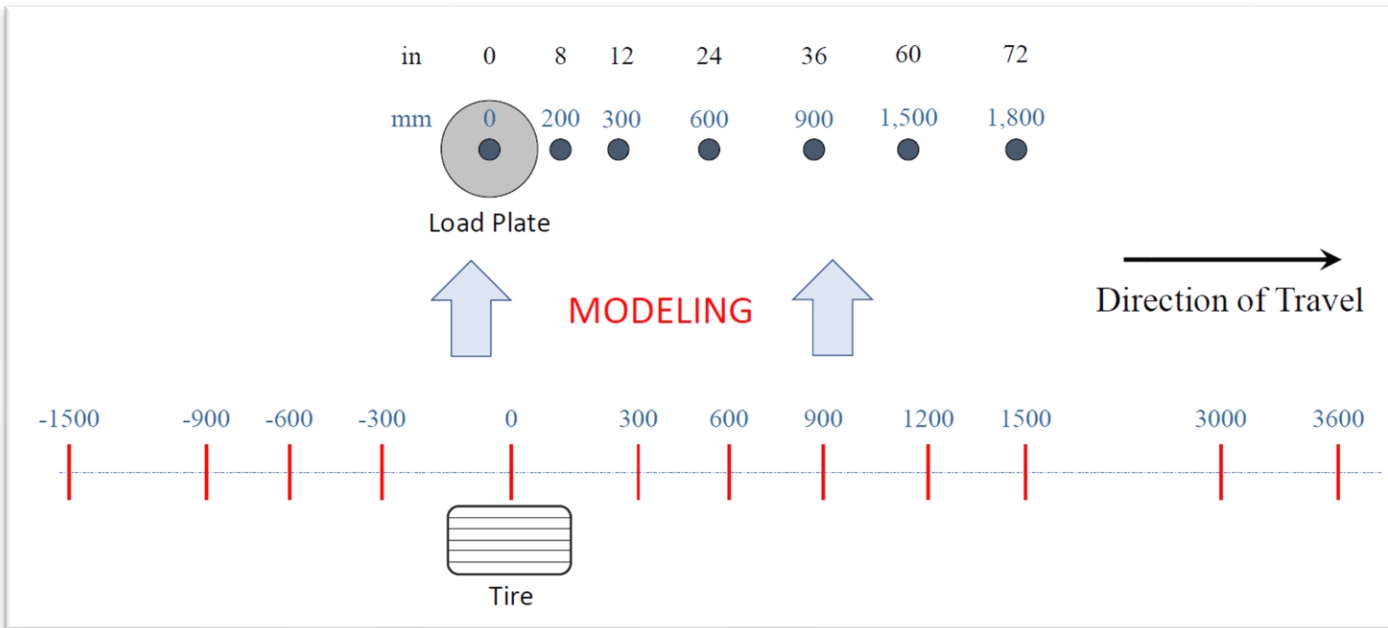 in 0 8 12 24 36 60 72
mm 0 200 300 600 900 1,500 1,800
Load Plate
MODELING
Direction of Travel
-1500 -900 -600 -300 0 300 600 900 1200 1500 3000 3600
Tire